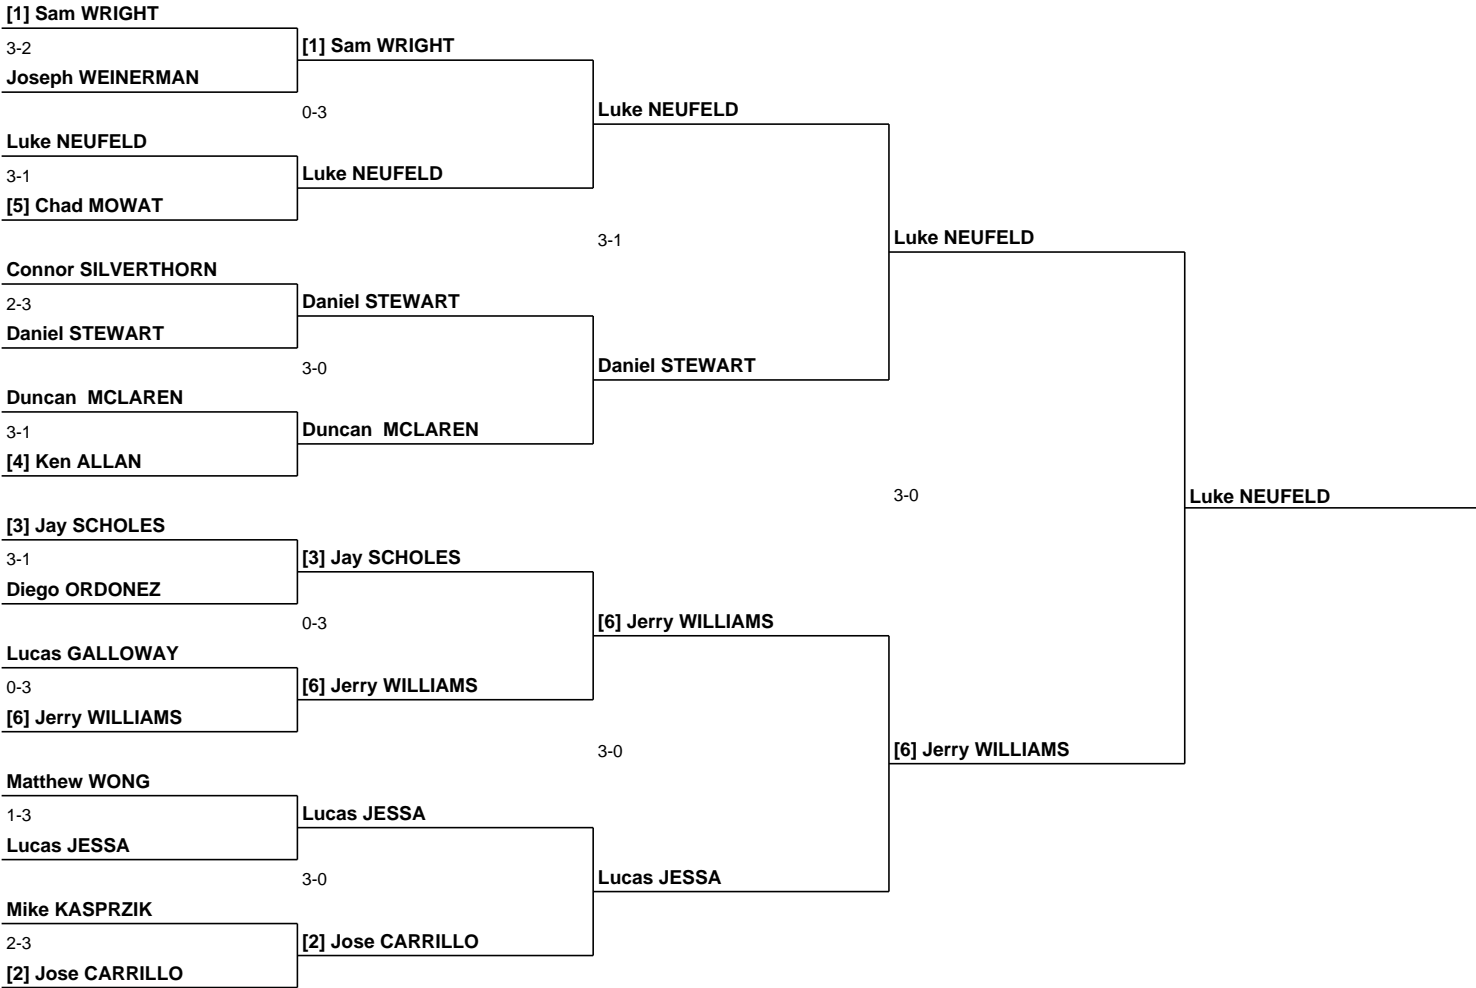 [1] Sam WRIGHT
3-2
[1] Sam WRIGHT
Joseph WEINERMAN
0-3
Luke NEUFELD
Luke NEUFELD
3-1
Luke NEUFELD
[5] Chad MOWAT
3-1
Luke NEUFELD
Connor SILVERTHORN
2-3
Daniel STEWART
Daniel STEWART
3-0
Daniel STEWART
Duncan  MCLAREN
3-1
Duncan  MCLAREN
[4] Ken ALLAN
3-0
Luke NEUFELD
[3] Jay SCHOLES
3-1
[3] Jay SCHOLES
Diego ORDONEZ
0-3
[6] Jerry WILLIAMS
Lucas GALLOWAY
0-3
[6] Jerry WILLIAMS
[6] Jerry WILLIAMS
3-0
[6] Jerry WILLIAMS
Matthew WONG
1-3
Lucas JESSA
Lucas JESSA
3-0
Lucas JESSA
Mike KASPRZIK
2-3
[2] Jose CARRILLO
[2] Jose CARRILLO